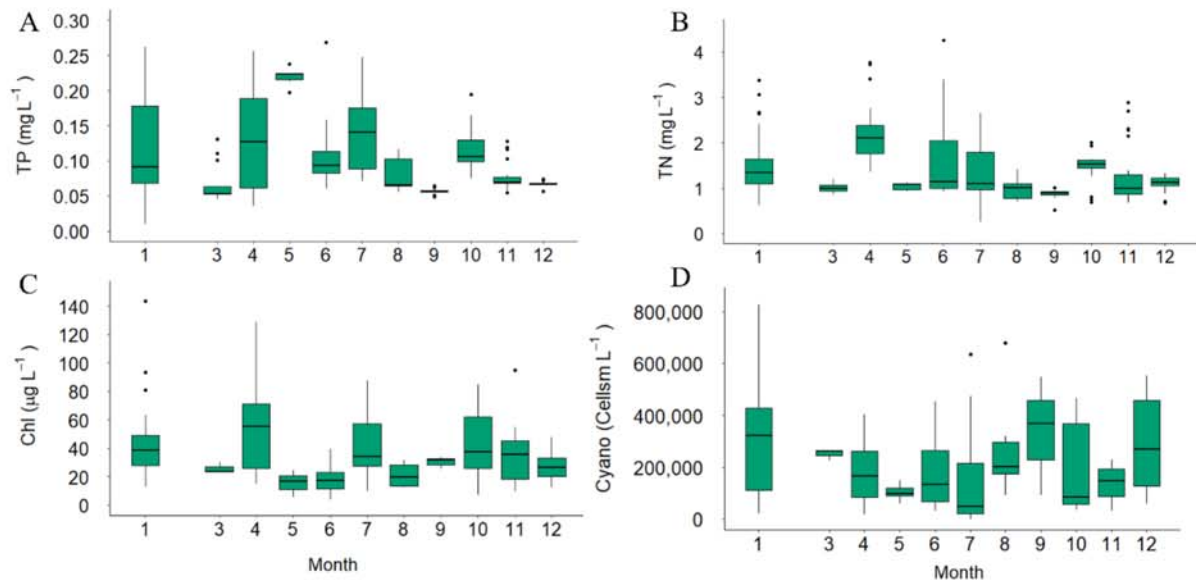 A
0.30
0.25
0.20
0.15
0.10
0.05
0.00
TP (mg L⁻¹)
1 3 4 5 6 7 8 9 10 11 12
B
4
3
2
1
0
TN (mg L⁻¹)
1 3 4 5 6 7 8 9 10 11 12
C
140
120
100
80
60
40
20
0
Chl (µg L⁻¹)
1 3 4 5 6 7 8 9 10 11 12
Month
D
800,000
600,000
400,000
200,000
0
Cyano (Cellsm L⁻¹)
1 3 4 5 6 7 8 9 10 11 12
Month